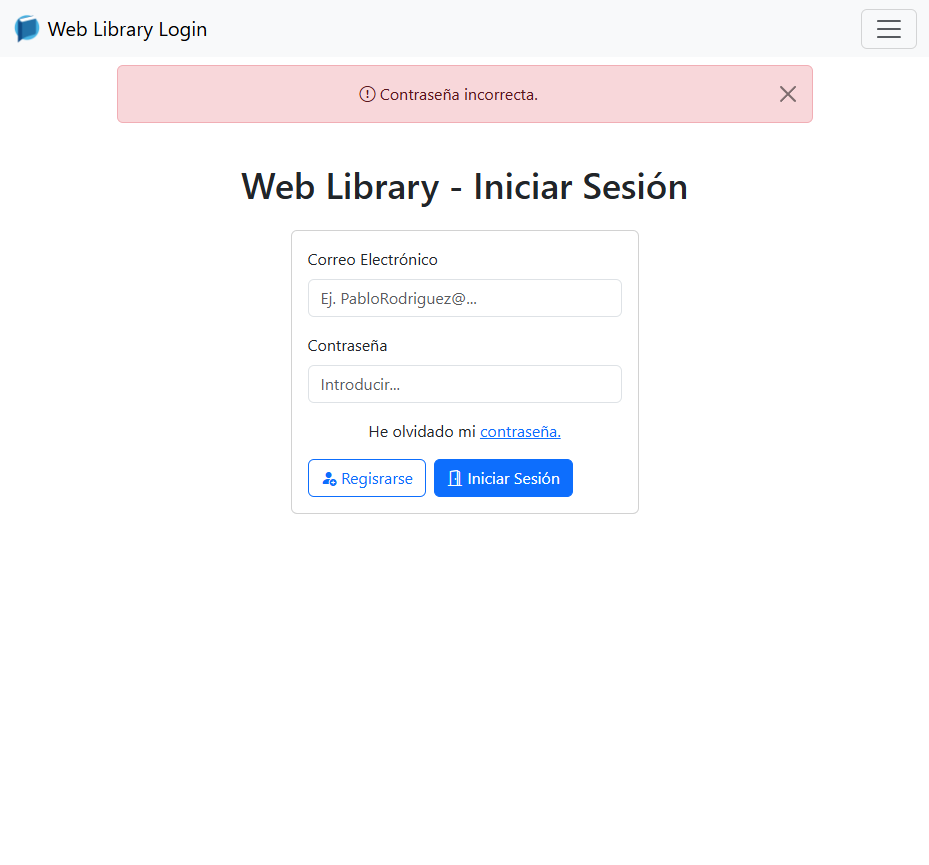 Web Library Login
Contraseña incorrecta.
Web Library - Iniciar Sesión
Correo Electrónico
Ej. PabloRodriguez@...
Contraseña
Introducir...
He olvidado mi contraseña.
Regisrarse Iniciar Sesión